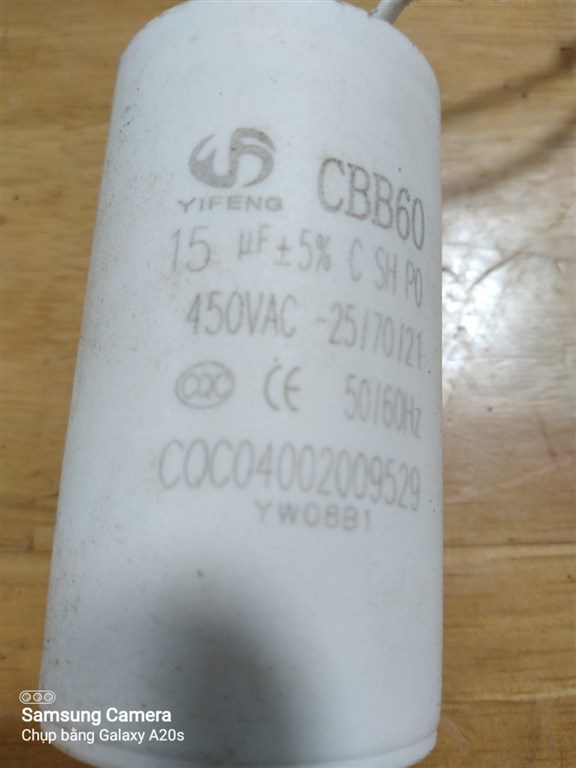 YIFENG CBB60
15 µF ±5% C SH P0
450VAC -25/70/21
CQC CE 50/60Hz
COC04002009529
YW08B1
Samsung Camera
Chụp bằng Galaxy A20s